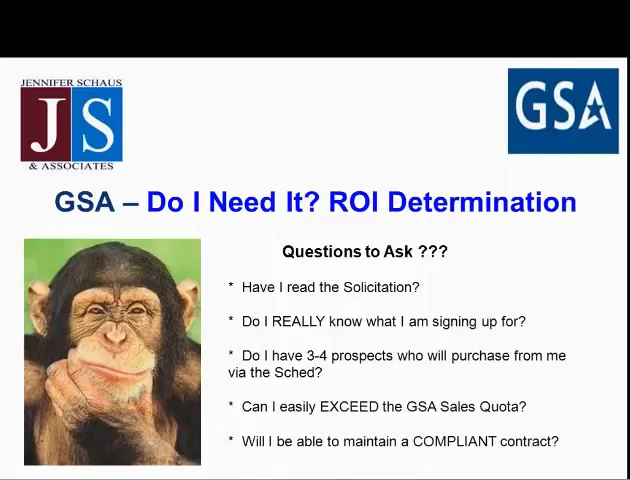 JENNIFER SCHAUS
JS
& ASSOCIATES
GSA
GSA – Do I Need It? ROI Determination
Questions to Ask ???
* Have I read the Solicitation?
* Do I REALLY know what I am signing up for?
* Do I have 3-4 prospects who will purchase from me
via the Sched?
* Can I easily EXCEED the GSA Sales Quota?
* Will I be able to maintain a COMPLIANT contract?